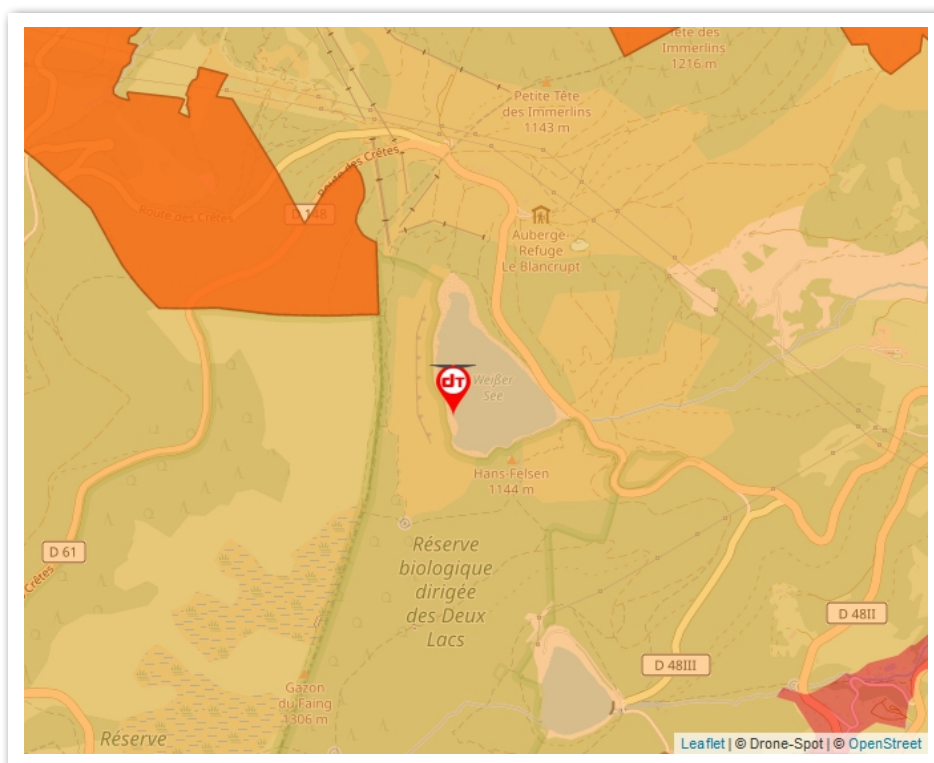 Tête des
Immerlins
1216 m
Petite Tête
des Immerlins
1143 m
Route des Crêtes
Route des Crêtes
D 148
Auberge-
Refuge
Le Blancrupt
dT
Weißer
See
Hans-Felsen
1144 m
Réserve
biologique
dirigée
des Deux
Lacs
D 61
Crêtes
D 48II
D 48III
Gazon
du Faing
1306 m
Réserve
Leaflet | © Drone-Spot | © OpenStreet